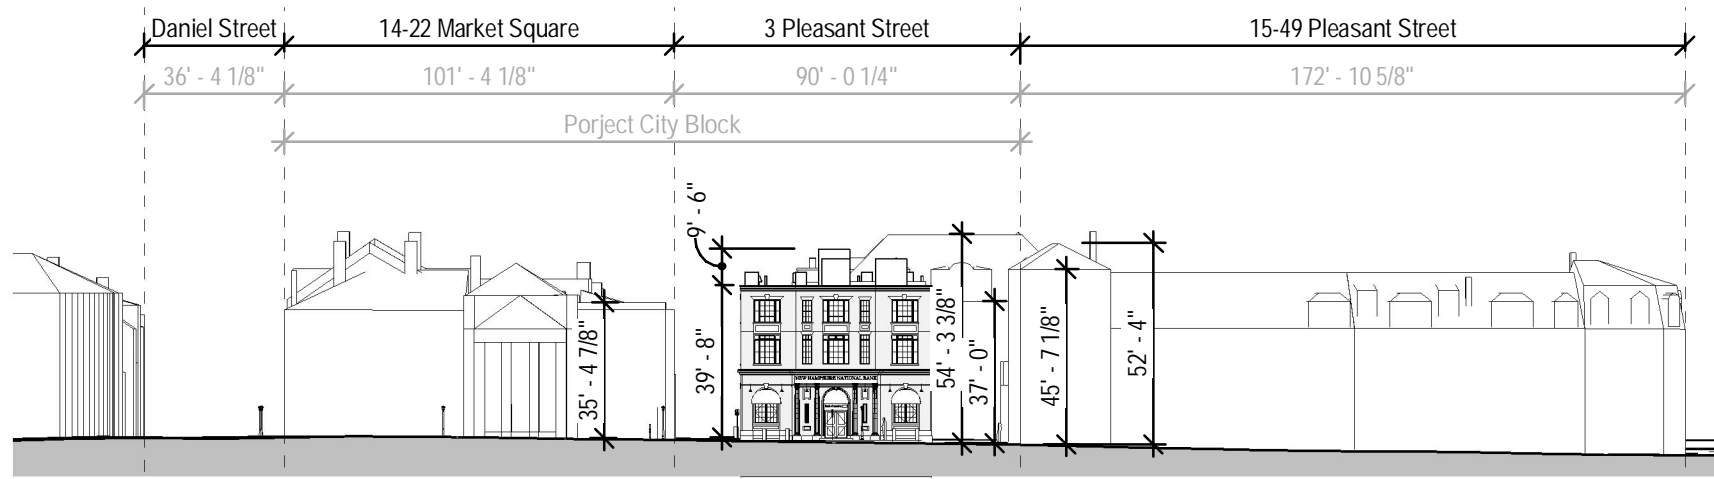 Daniel Street
14-22 Market Square
3 Pleasant Street
15-49 Pleasant Street
36' - 4 1/8"
101' - 4 1/8"
90' - 0 1/4"
172' - 10 5/8"
Porject City Block
9' - 6"
35' - 4 7/8"
39' - 8"
54' - 3 3/8"
37' - 0"
45' - 7 1/8"
52' - 4"
NEW HAMPSHIRE NATIONAL BANK